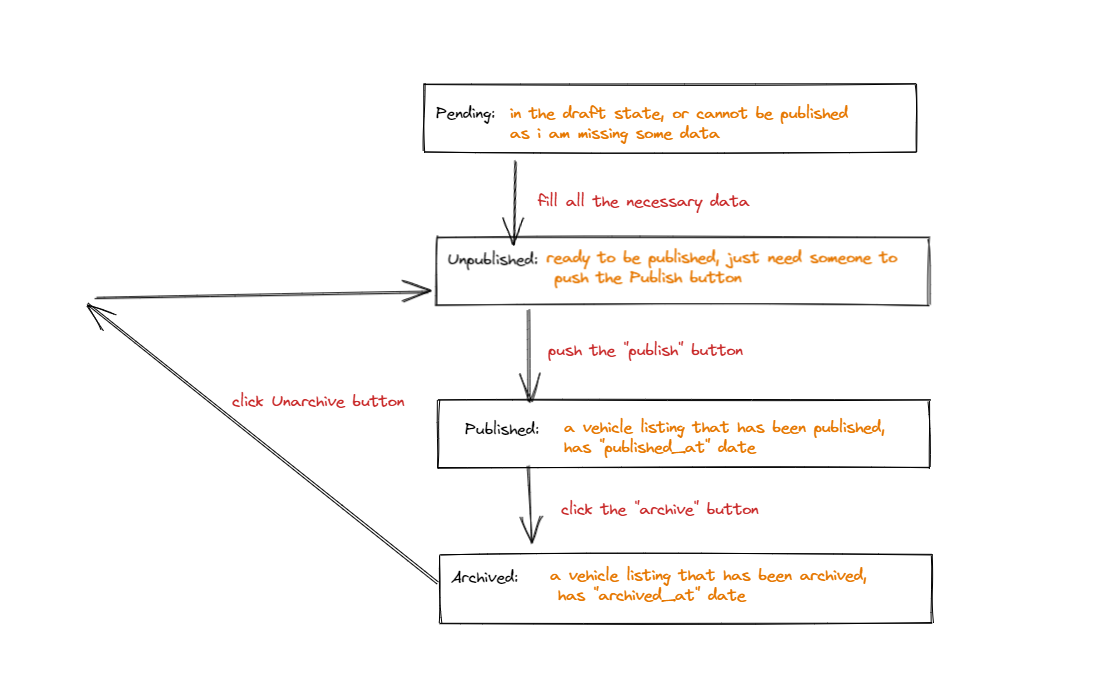 Pending: in the draft state, or cannot be published
as i am missing some data
fill all the necessary data
Unpublished: ready to be published, just need someone to
push the Publish button
push the "publish" button
click Unarchive button
Published: a vehicle listing that has been published,
has "published_at" date
click the "archive" button
Archived: a vehicle listing that has been archived,
has "archived_at" date